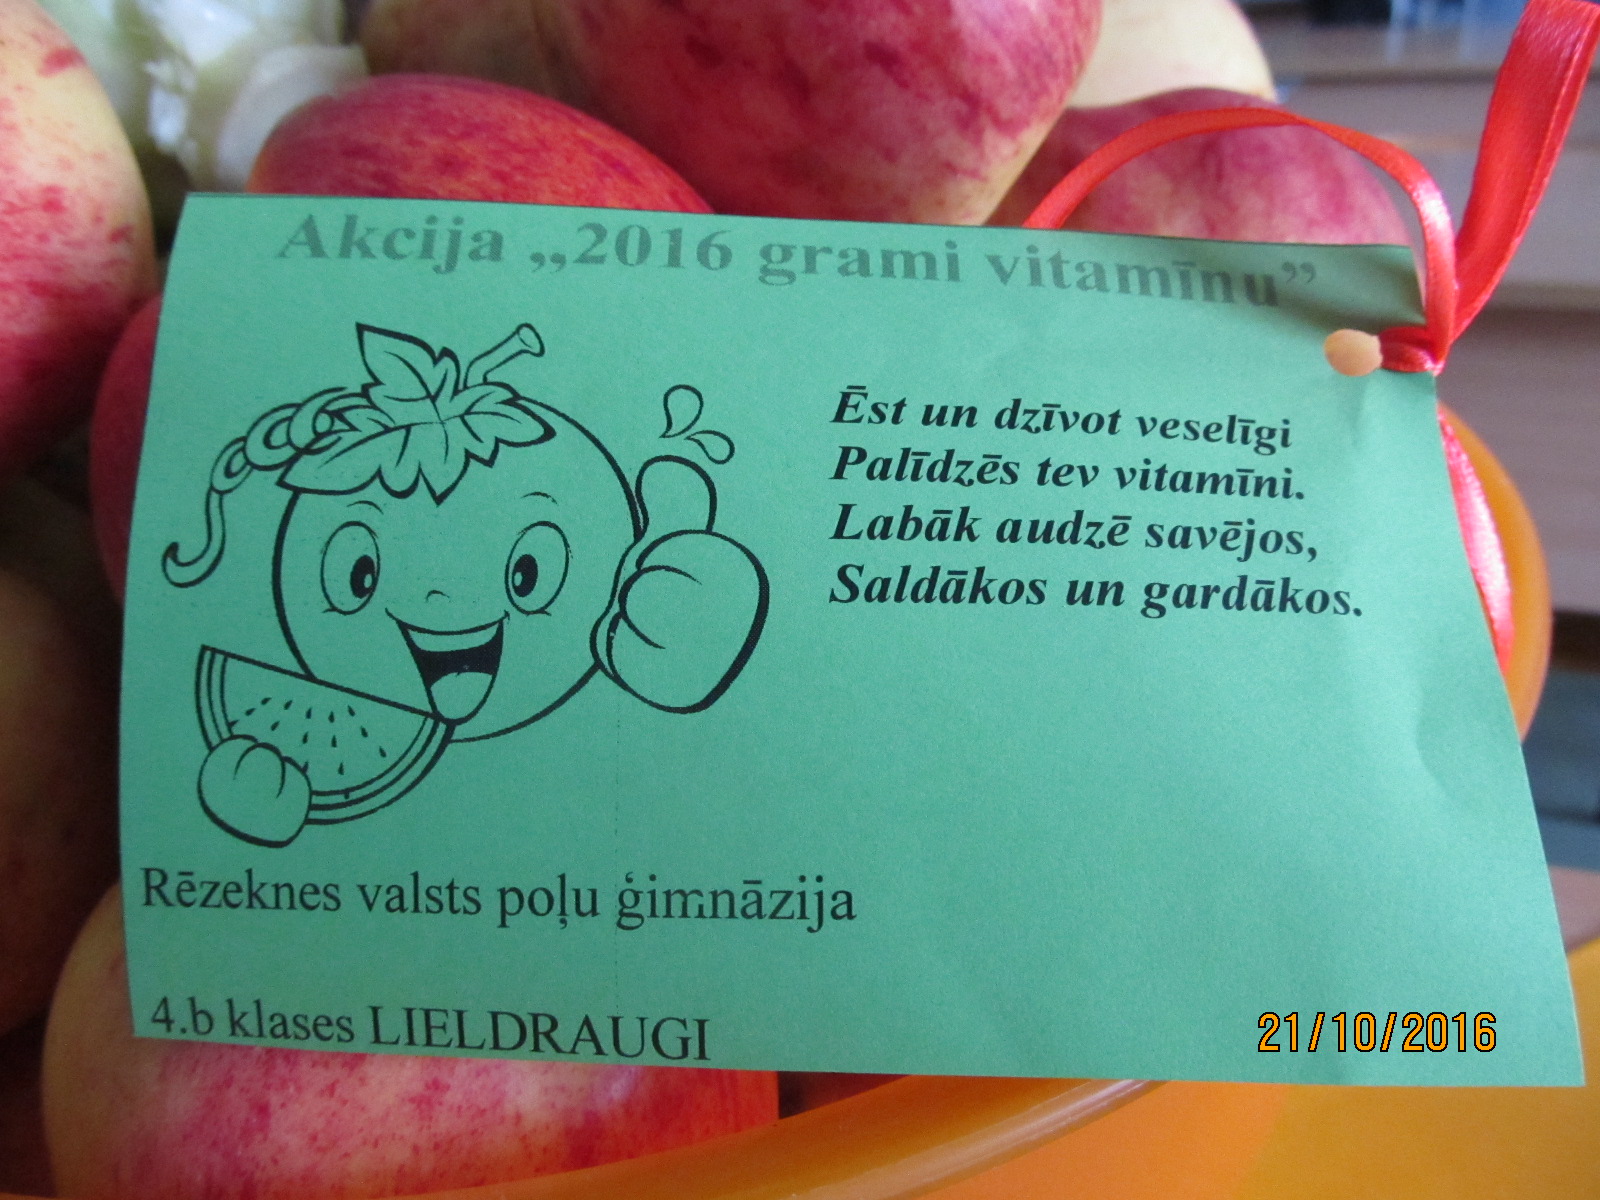 Akcija „2016 grami vitamīnu”
Ēst un dzīvot veselīgi
Palīdzēs tev vitamīni.
Labāk audzē savējos,
Saldākos un gardākos.
Rēzeknes valsts poļu ģimnāzija
4.b klases LIELDRAUGI
21/10/2016